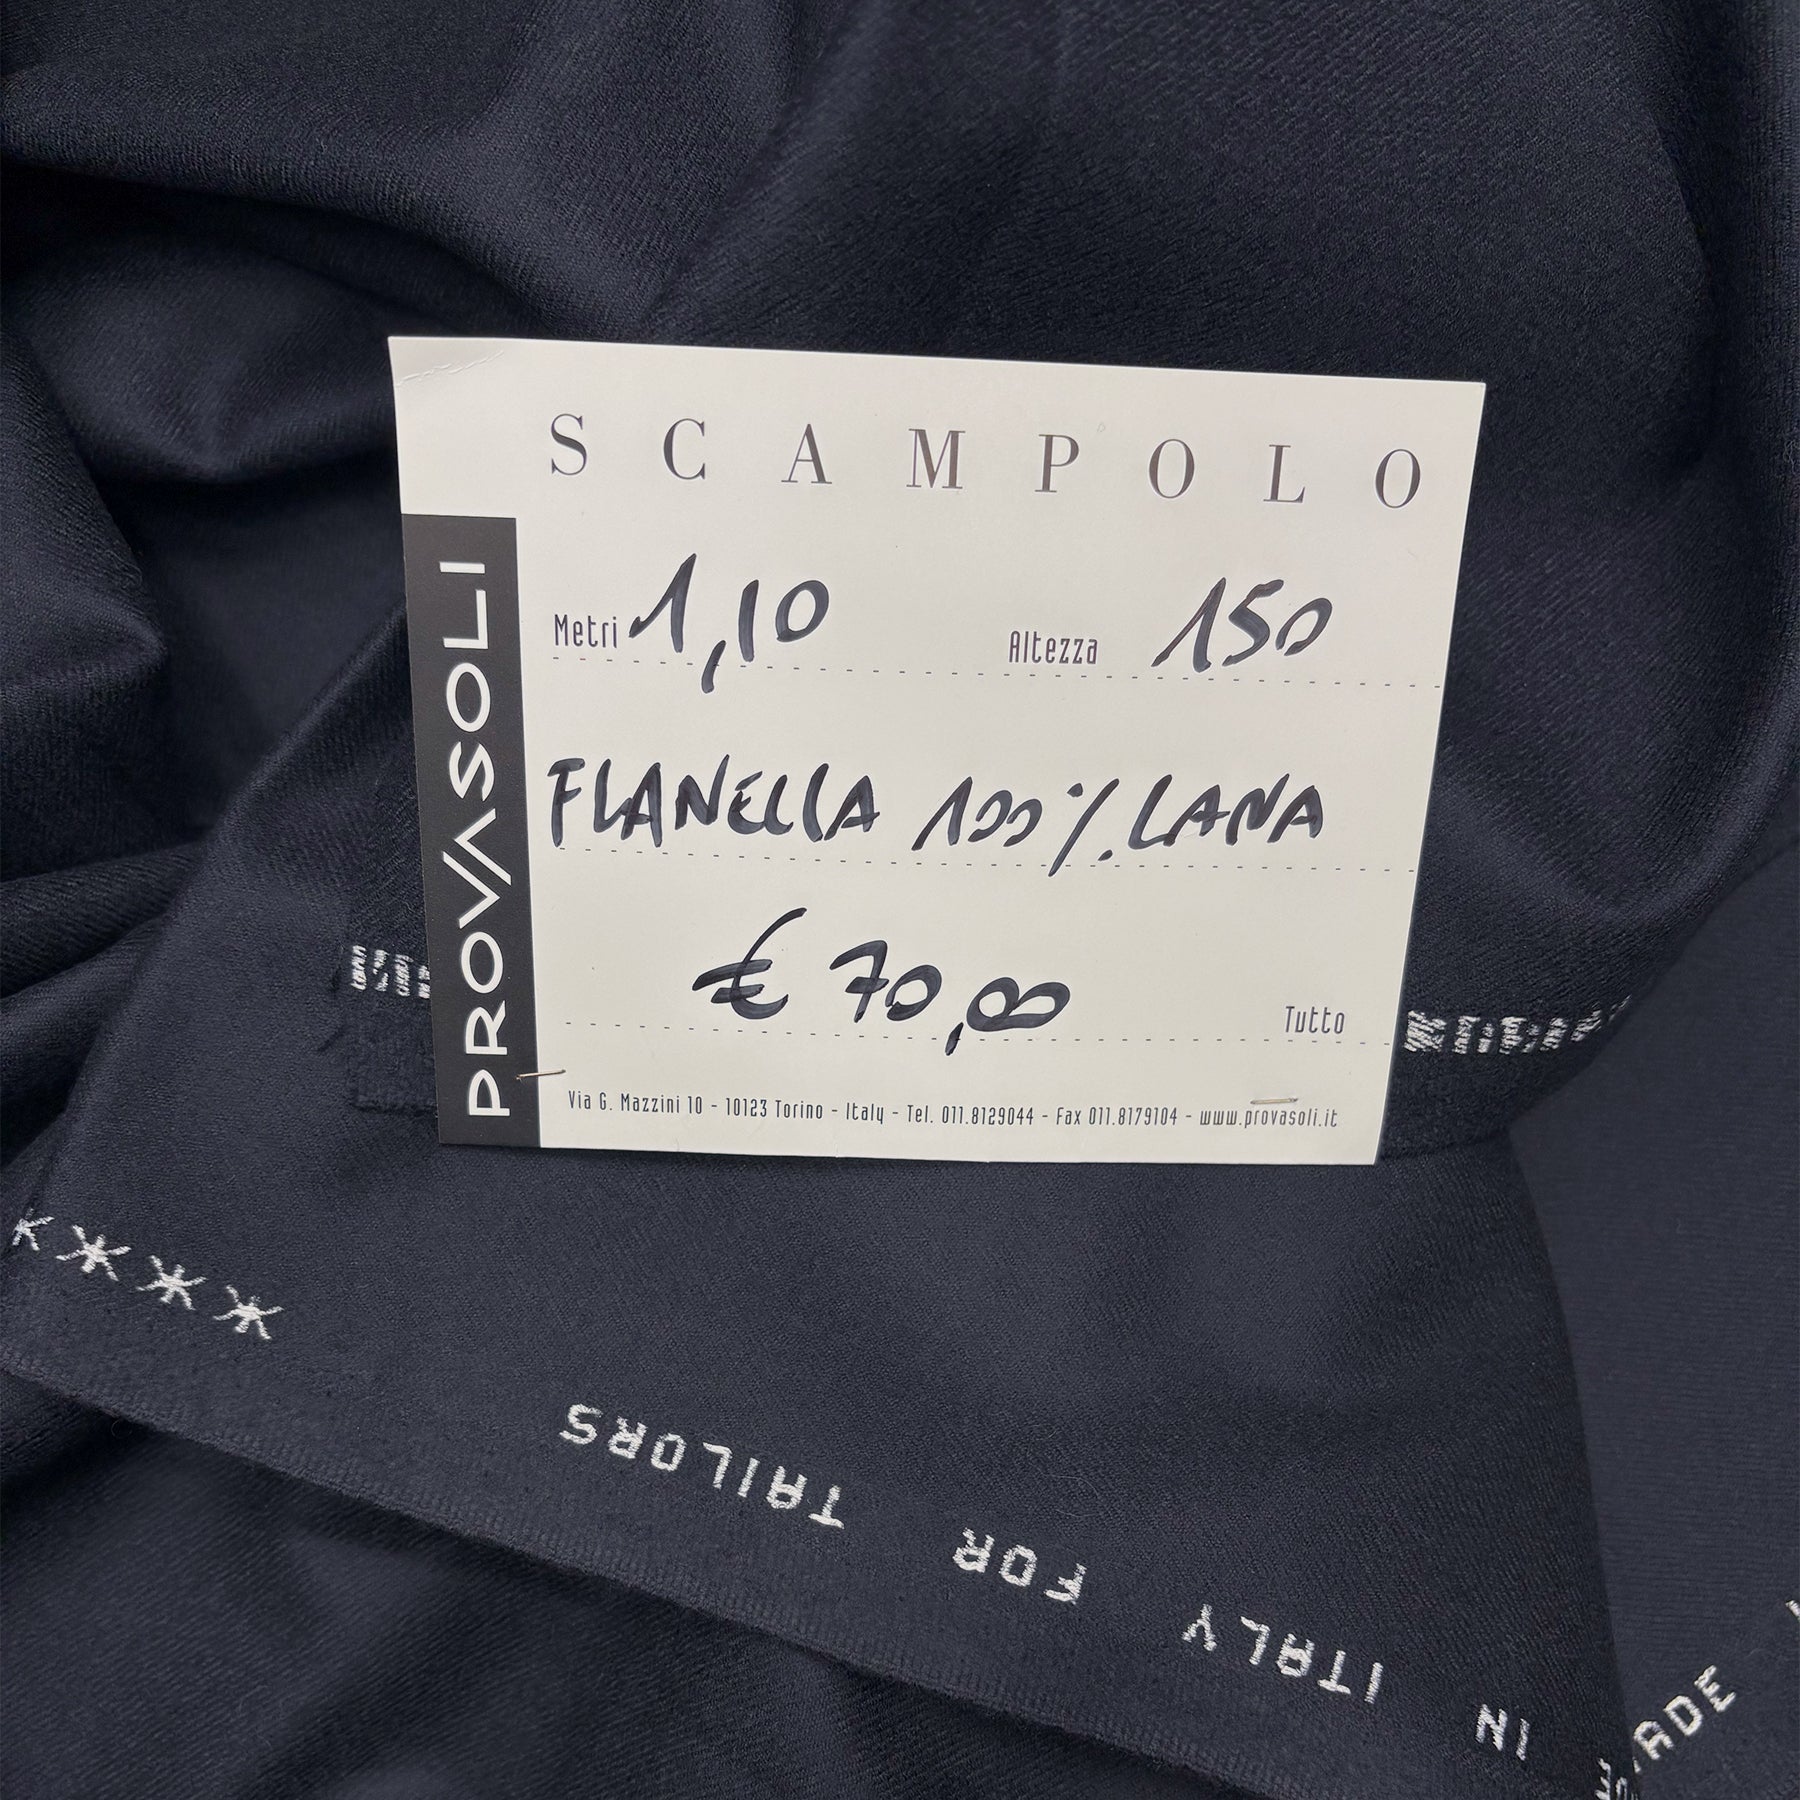 SCAMPOLO
PROVASOLI
Metri 1,10 Altezza 150
FLANELLA 100%. LANA
€ 70,00 Tutto
Via G. Mazzini 10 - 10123 Torino - Italy - Tel. 011.8129044 - Fax 011.8179104 - www.provasoli.it
IN ITALY FOR TAILORS